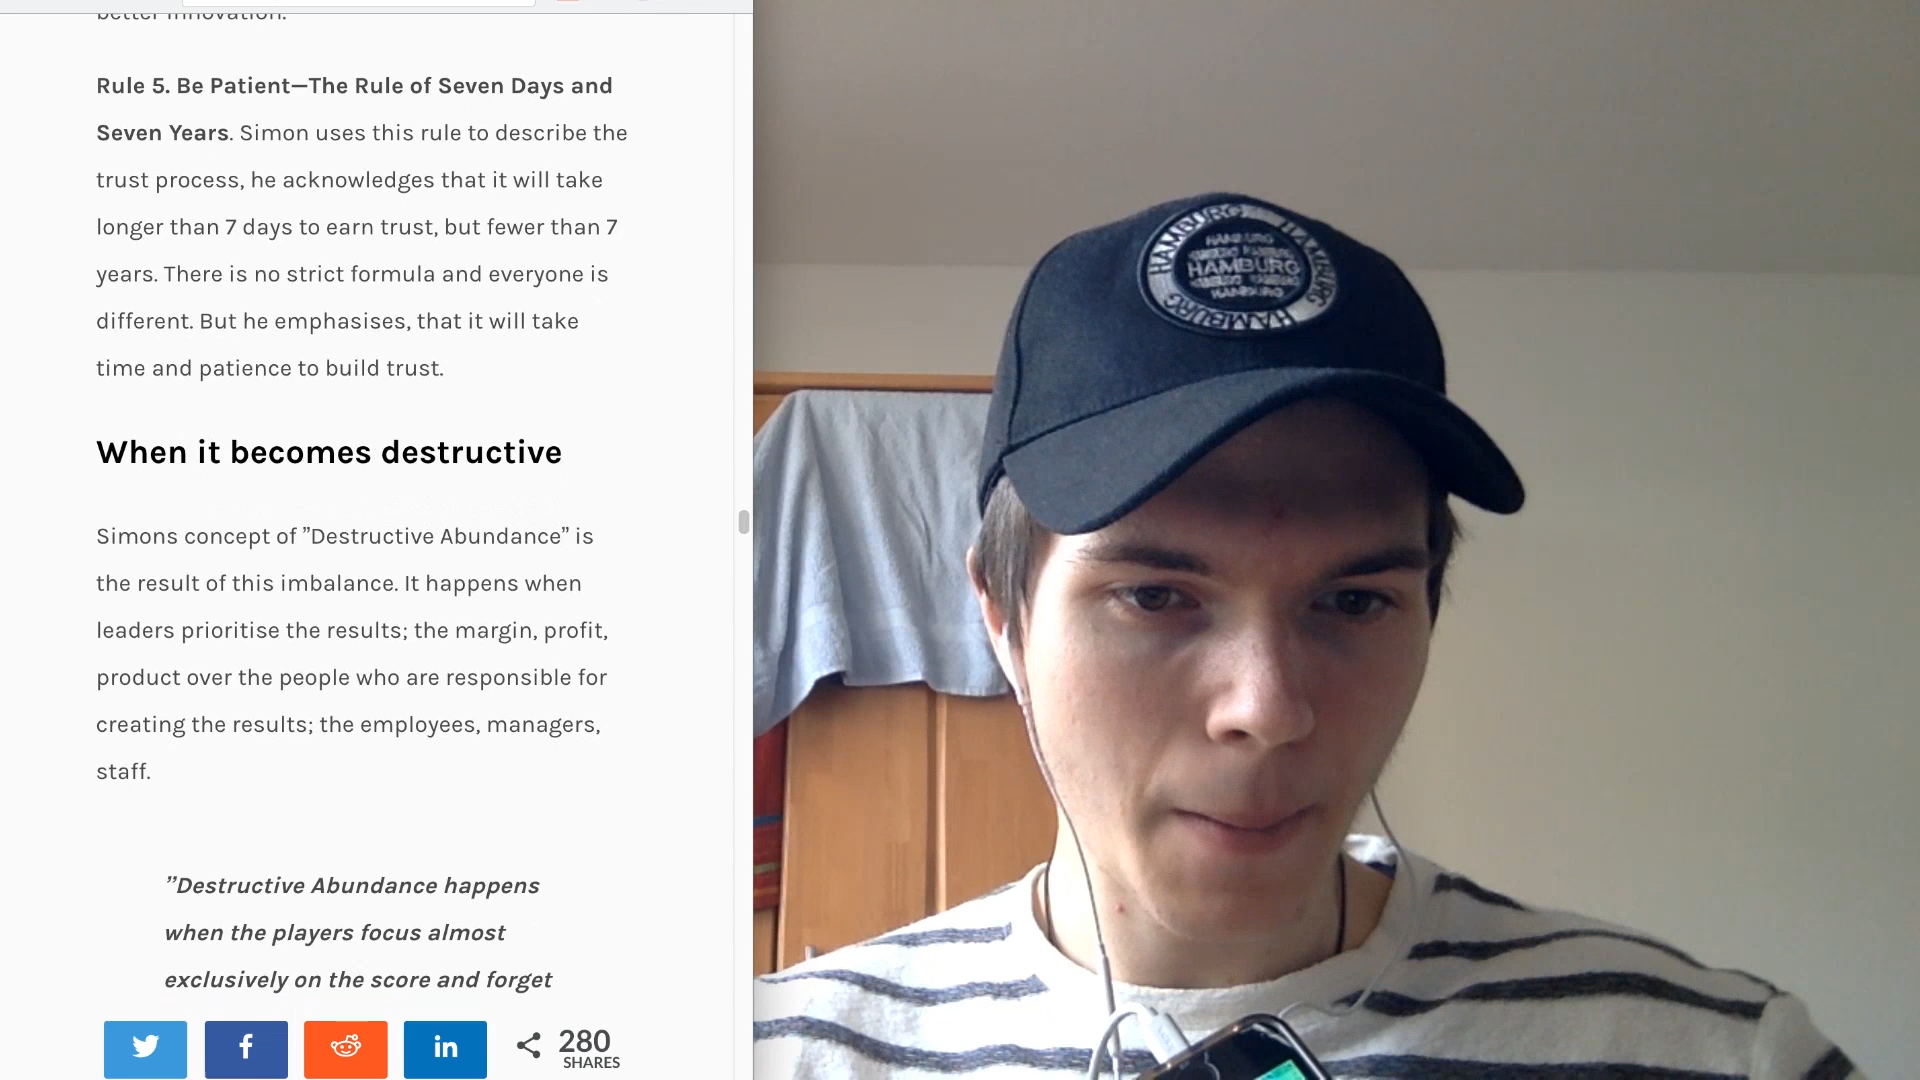 better innovation.
Rule 5. Be Patient—The Rule of Seven Days and
Seven Years. Simon uses this rule to describe the
trust process, he acknowledges that it will take
longer than 7 days to earn trust, but fewer than 7
years. There is no strict formula and everyone is
different. But he emphasises, that it will take
time and patience to build trust.
When it becomes destructive
Simons concept of ”Destructive Abundance” is
the result of this imbalance. It happens when
leaders prioritise the results; the margin, profit,
product over the people who are responsible for
creating the results; the employees, managers,
staff.
”Destructive Abundance happens
when the players focus almost
exclusively on the score and forget
280
SHARES
HAMBURG HAMBURG HAMBURG HAMBURG
HAMBURG
HAMBURG
HAMBURG